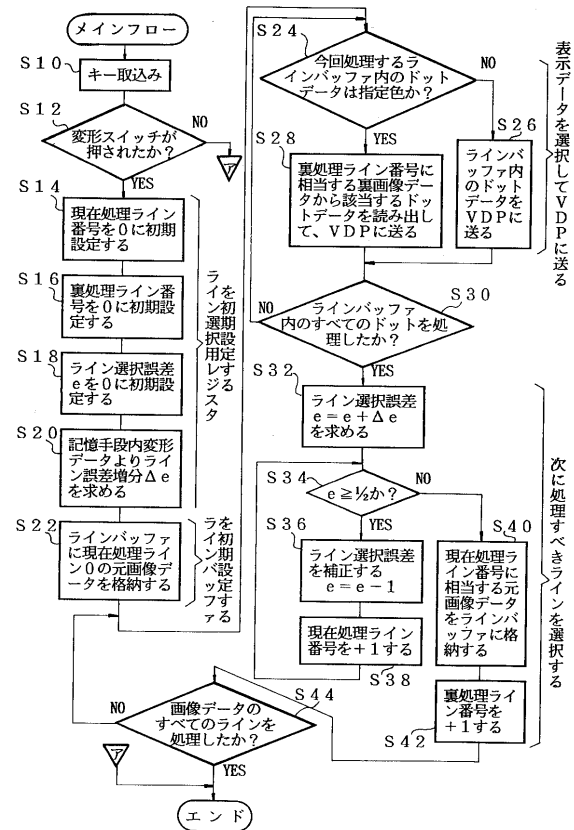 メインフロー
S10
キー取込み
S12
変形スイッチが
押されたか？
NO
ア
YES
S14
現在処理ライン
番号を0に初期
設定する
S16
裏処理ライン番
号を0に初期設
定する
S18
ライン選択誤差
eを0に初期設
定する
S20
記憶手段内変形
データよりライ
ン誤差増分Δe
を求める
ライン選択用レジスタ
を初期設定する
S22
ラインバッファ
に現在処理ライ
ン0の元画像デ
ータを格納する
ラインバッファ
を初期設定する
S24
今回処理するラ
インバッファ内のドット
データは指定色か？
NO
YES
S26
ラインバッ
ファ内
のドット
データを
VDPに
送る
S28
裏処理ライン番号に
相当する裏画像デー
タから該当するドッ
トデータを読み出し
て、VDPに送る
表示データを選択してVDPに送る
S30
ラインバッファ
内のすべてのドットを処
理したか？
NO
YES
S32
ライン選択誤差
e＝e＋Δe
を求める
S34
e≧½か？
NO
YES
S36
ライン選択誤差
を補正する
e＝e－1
現在処理ライン
番号を＋1する
S38
S40
現在処理ラ
イン番号に
相当する元
画像データ
をラインバ
ッファに格
納する
裏処理ライ
ン番号を
＋1する
S42
次に処理すべきラインを選択する
S44
画像データの
すべてのラインを
処理したか？
NO
YES
ア
エンド